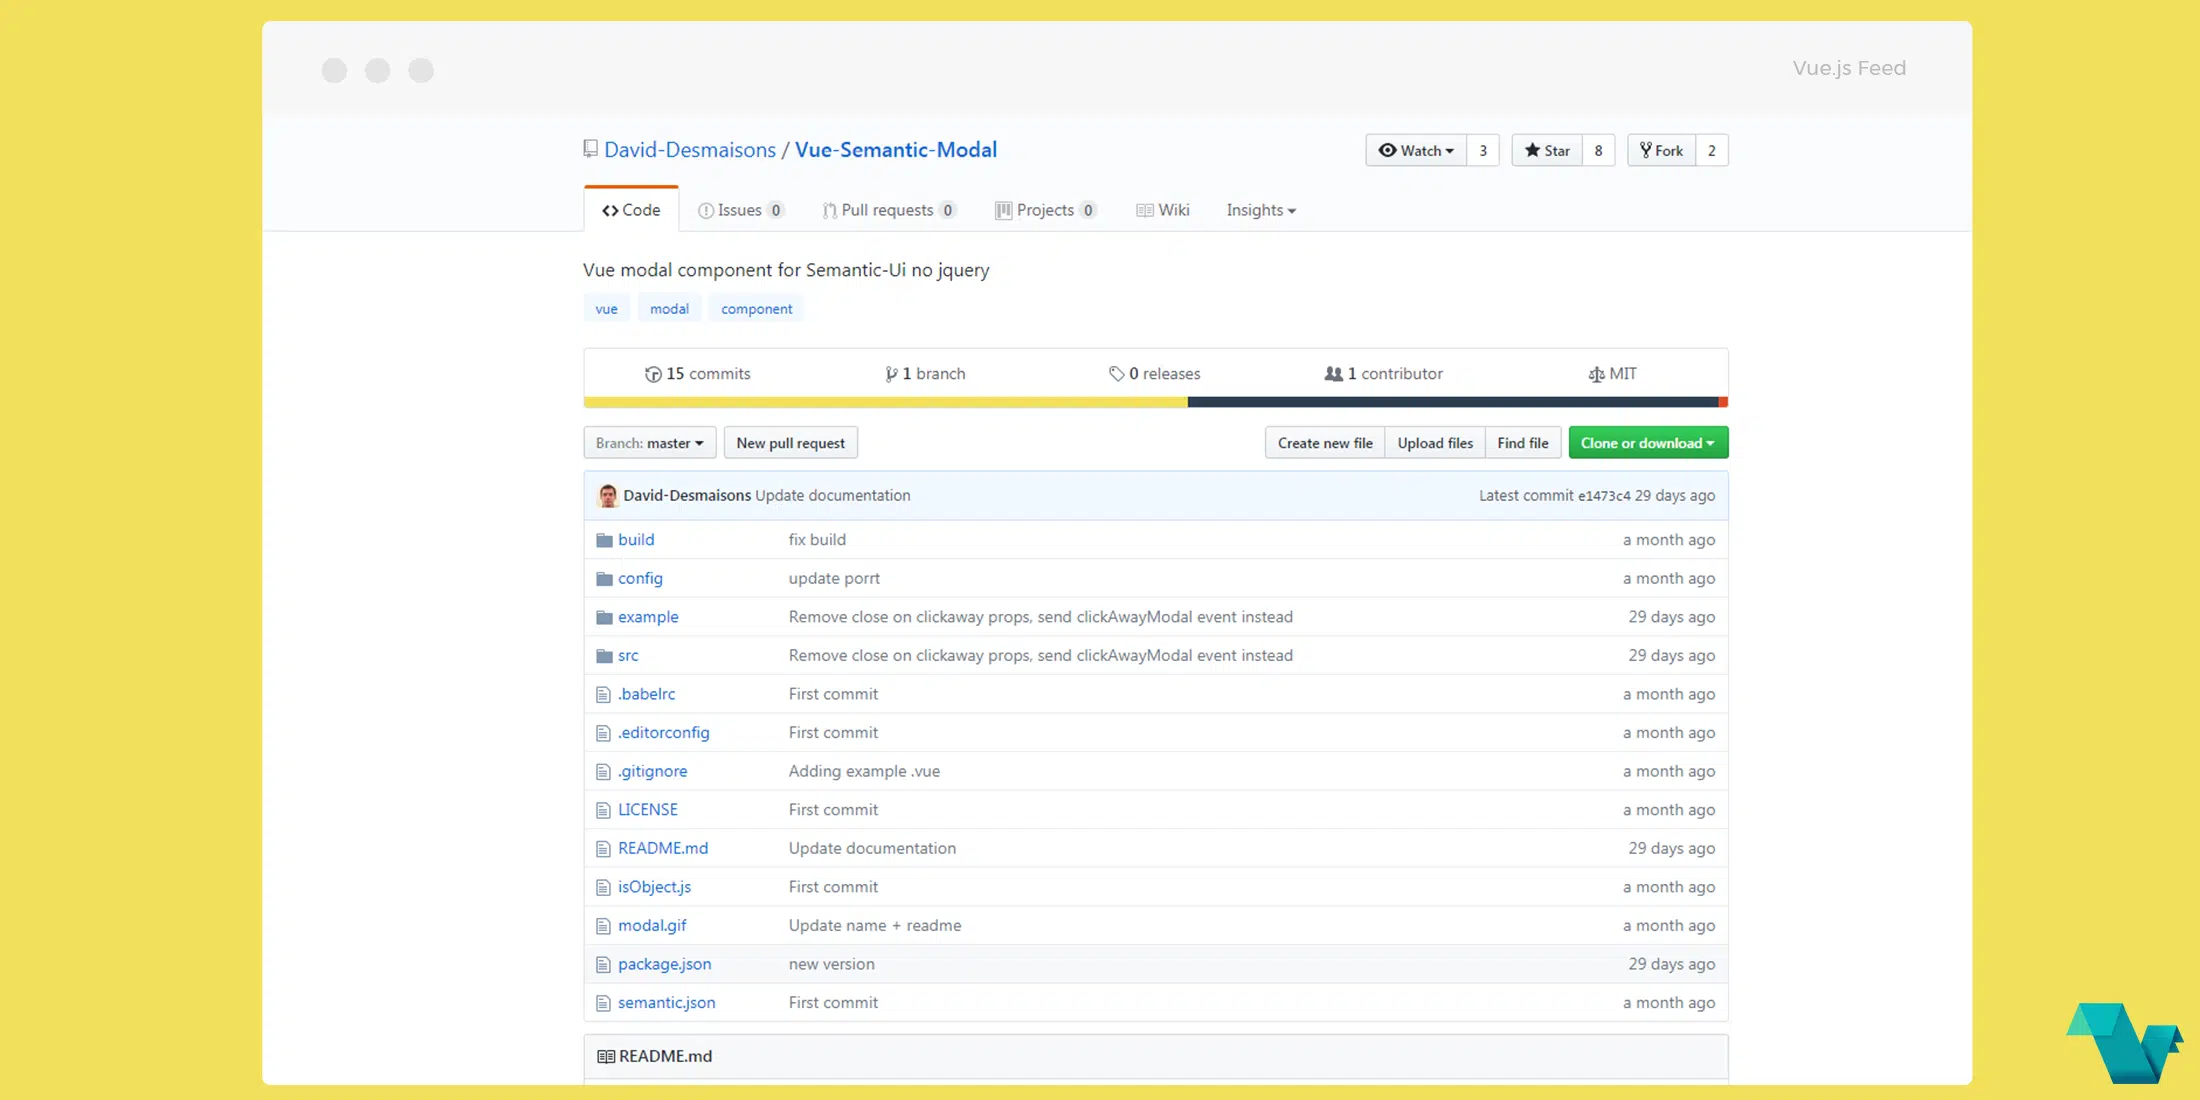 Vue.js Feed
David-Desmaisons / Vue-Semantic-Modal
Watch 3 Star 8 Fork 2
Code Issues 0 Pull requests 0 Projects 0 Wiki Insights
Vue modal component for Semantic-Ui no jquery
vue modal component
15 commits 1 branch 0 releases 1 contributor MIT
Branch: master New pull request Create new file Upload files Find file Clone or download
David-Desmaisons Update documentation Latest commit e1473c4 29 days ago
build fix build a month ago
config update porrt a month ago
example Remove close on clickaway props, send clickAwayModal event instead 29 days ago
src Remove close on clickaway props, send clickAwayModal event instead 29 days ago
.babelrc First commit a month ago
.editorconfig First commit a month ago
.gitignore Adding example .vue a month ago
LICENSE First commit a month ago
README.md Update documentation 29 days ago
isObject.js First commit a month ago
modal.gif Update name + readme a month ago
package.json new version 29 days ago
semantic.json First commit a month ago
README.md